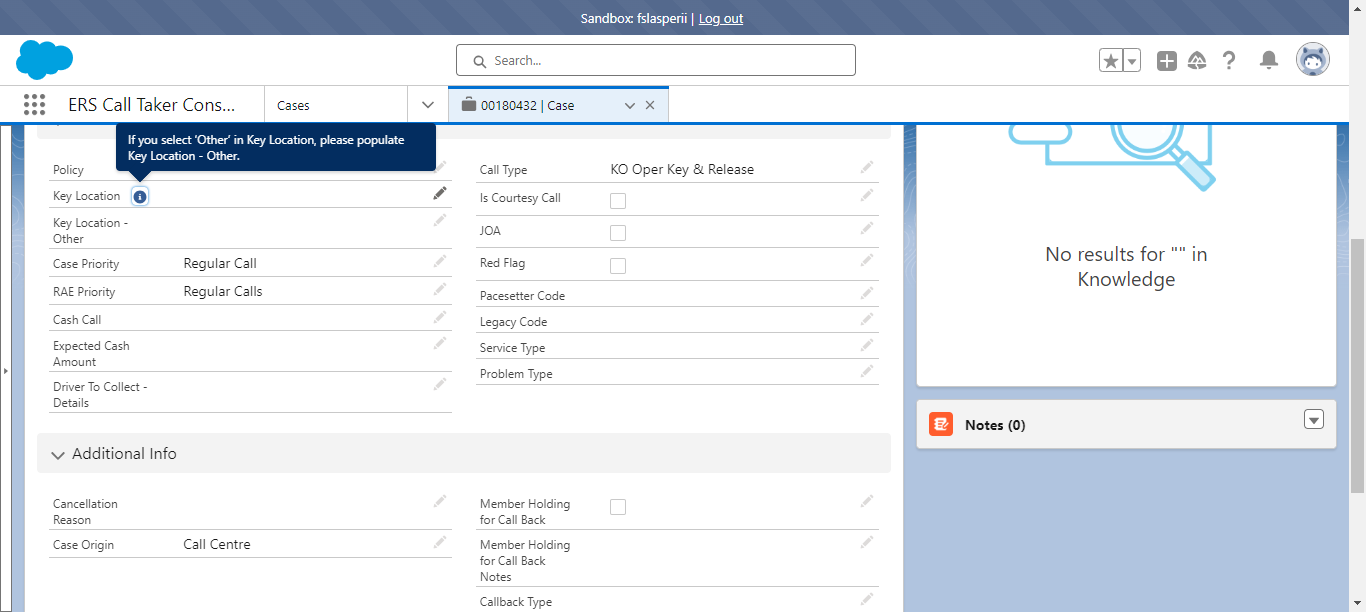 Sandbox: fslasperii | Log out
Search...
ERS Call Taker Cons...
Cases
00180432 | Case
If you select 'Other' in Key Location, please populate
Key Location - Other.
Policy
Key Location
Key Location -
Other
Case Priority
Regular Call
RAE Priority
Regular Calls
Cash Call
Expected Cash
Amount
Driver To Collect -
Details
Call Type
KO Oper Key & Release
Is Courtesy Call
JOA
Red Flag
Pacesetter Code
Legacy Code
Service Type
Problem Type
Additional Info
Cancellation
Reason
Case Origin
Call Centre
Member Holding
for Call Back
Member Holding
for Call Back
Notes
Callback Type
No results for "" in
Knowledge
Notes (0)